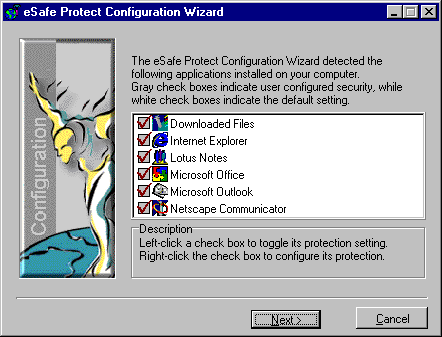 eSafe Protect Configuration Wizard
Configuration
The eSafe Protect Configuration Wizard detected the
following applications installed on your computer.
Gray check boxes indicate user configured security, while
white check boxes indicate the default setting.
Downloaded Files
Internet Explorer
Lotus Notes
Microsoft Office
Microsoft Outlook
Netscape Communicator
Description
Left-click a check box to toggle its protection setting.
Right-click the check box to configure its protection.
Next >
Cancel